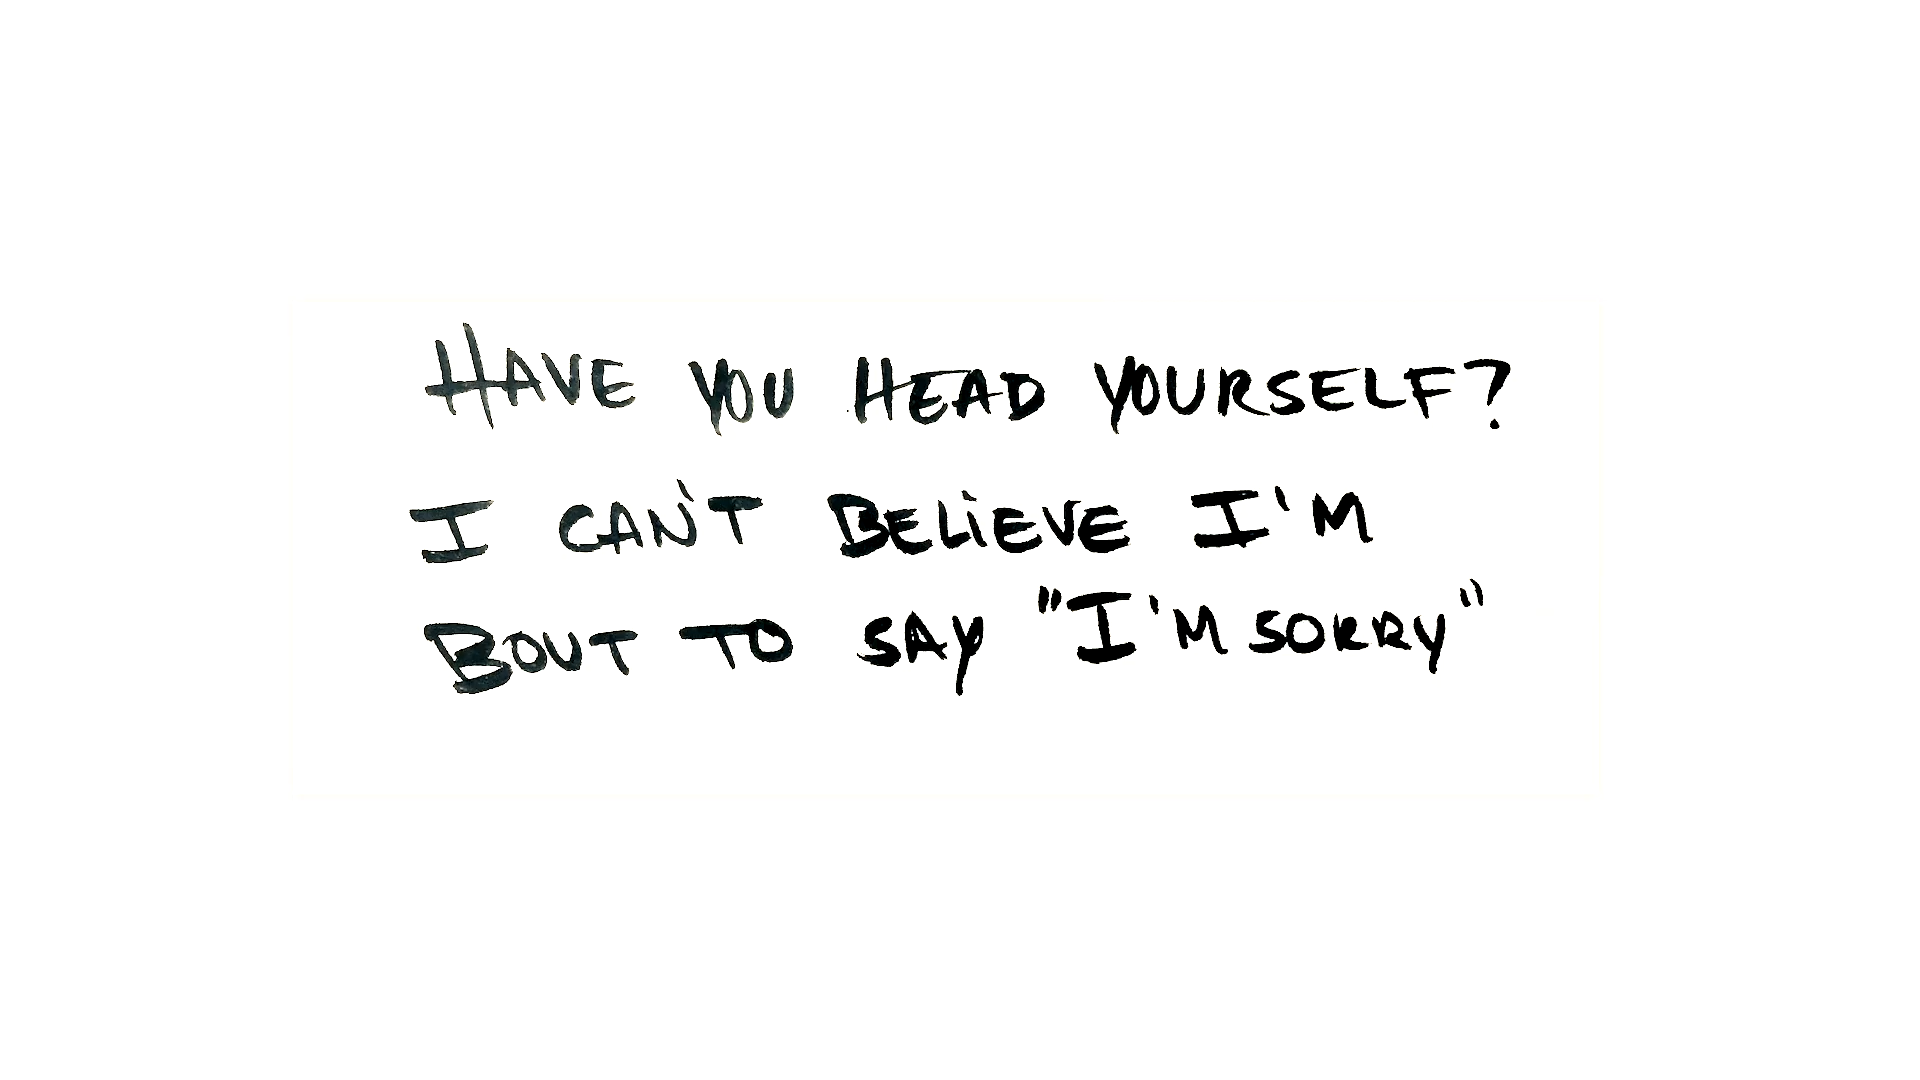 HAVE YOU HEAD YOURSELF?
I CAN'T BELiEVE I'M
BOUT TO SAY "I'M SORRY"